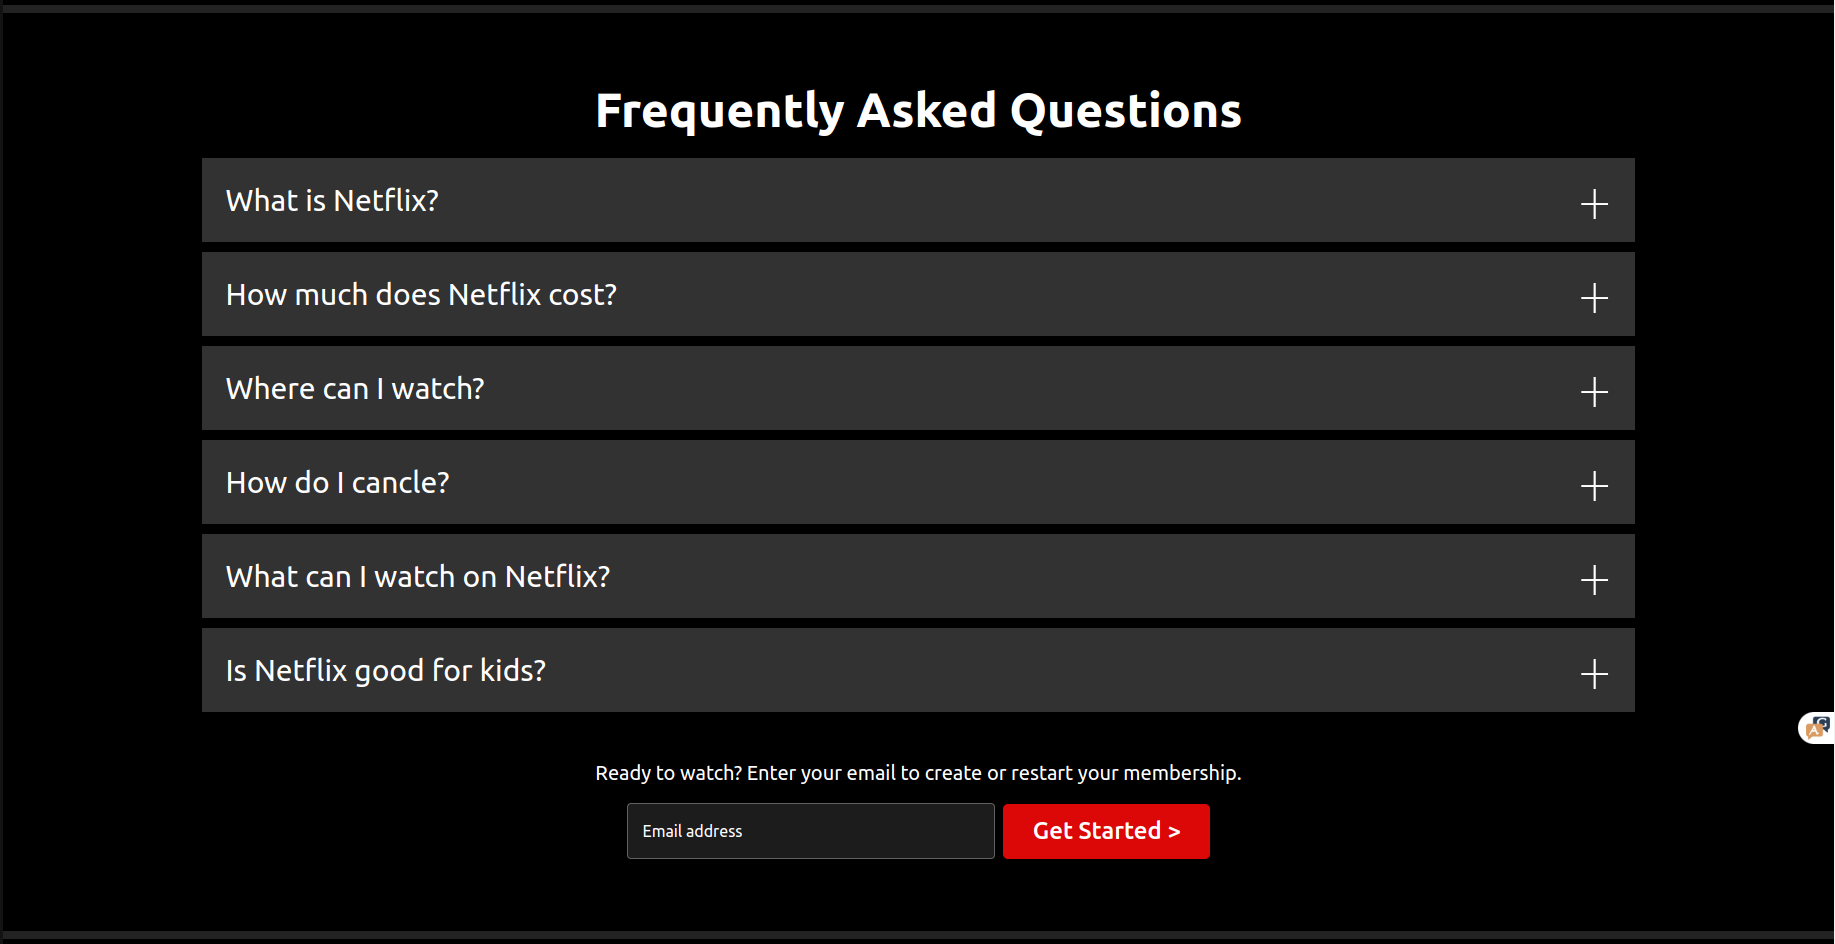 Frequently Asked Questions
What is Netflix?
How much does Netflix cost?
Where can I watch?
How do I cancle?
What can I watch on Netflix?
Is Netflix good for kids?
Ready to watch? Enter your email to create or restart your membership.
Email address
Get Started >